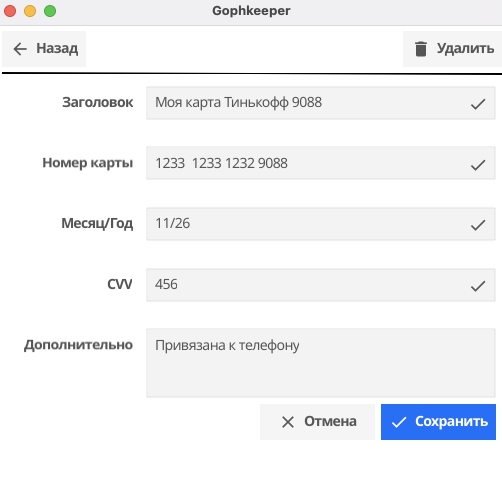 Gophkeeper
Назад
Удалить
Заголовок Моя карта Тинькофф 9088
Номер карты 1233  1233 1232 9088
Месяц/Год 11/26
CVV 456
Дополнительно Привязана к телефону
Отмена
Сохранить